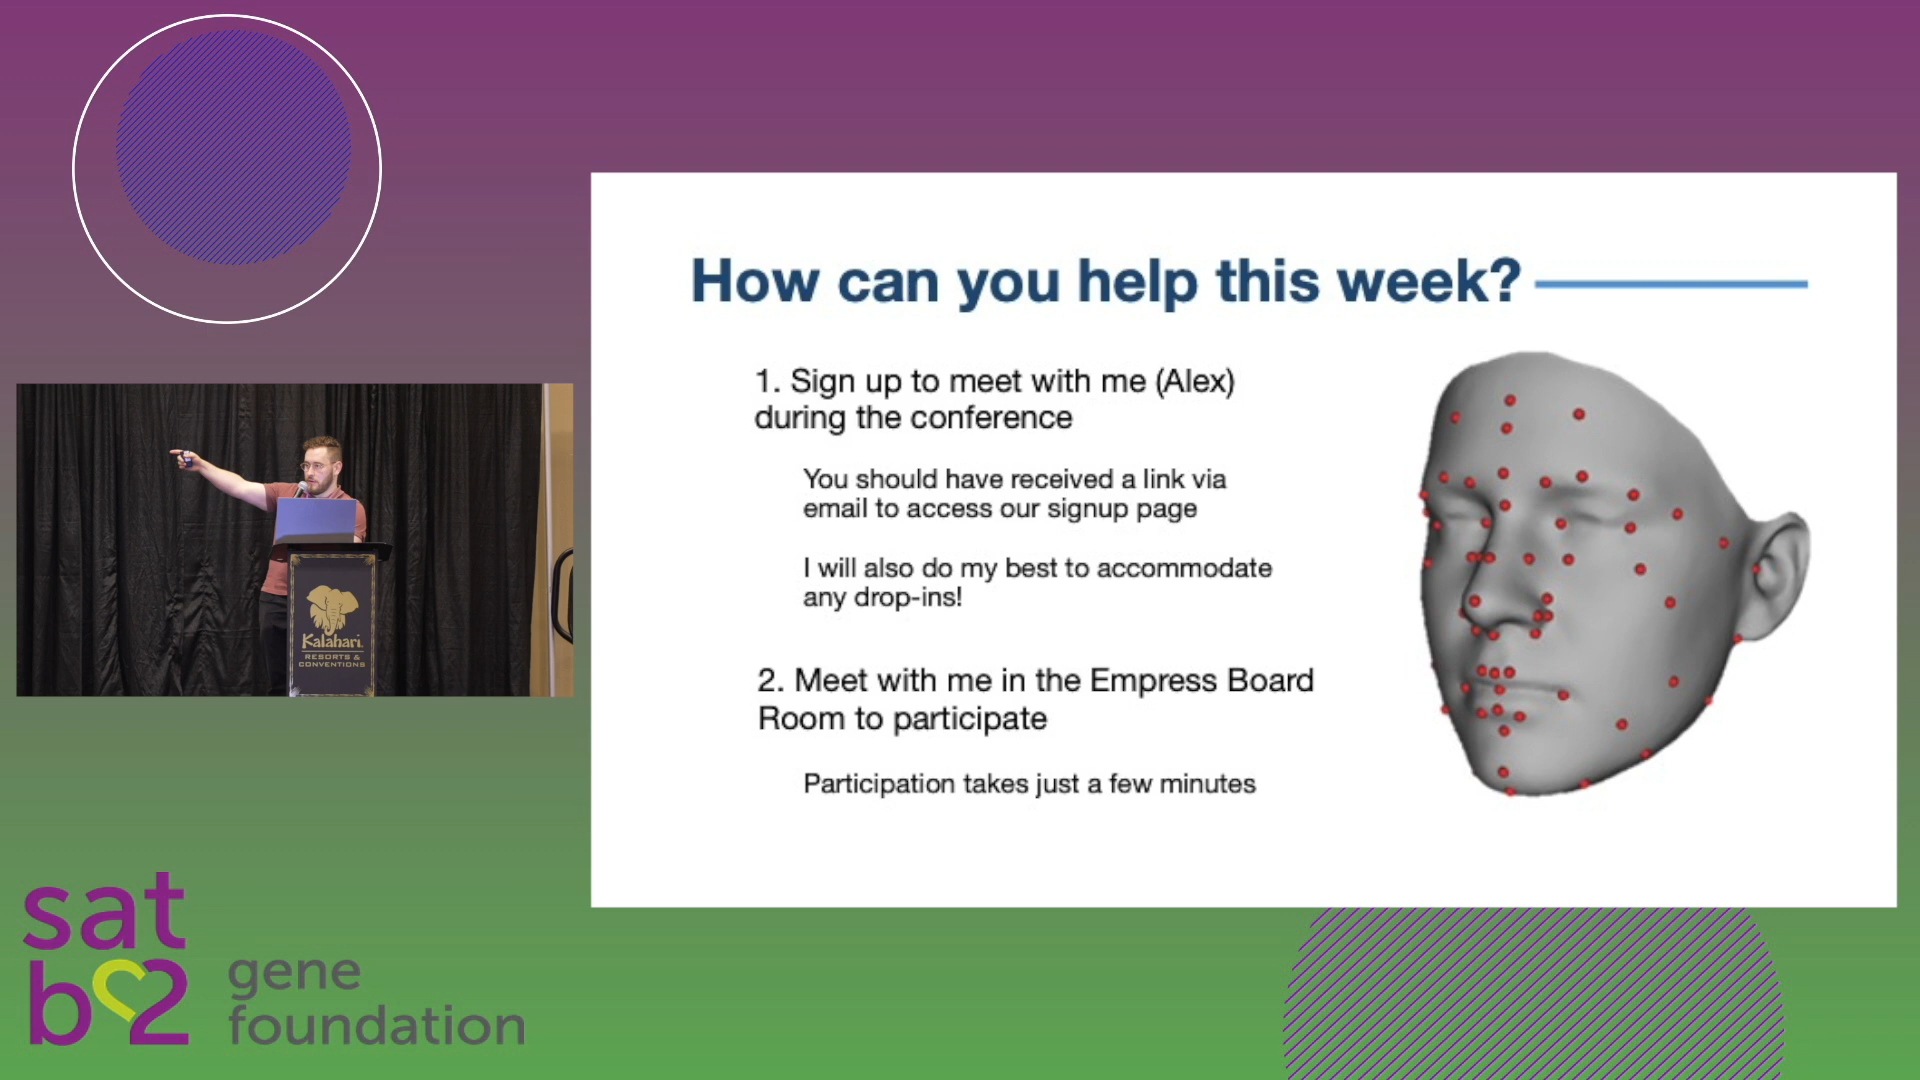 How can you help this week?
1. Sign up to meet with me (Alex)
during the conference
You should have received a link via
email to access our signup page
I will also do my best to accommodate
any drop-ins!
2. Meet with me in the Empress Board
Room to participate
Participation takes just a few minutes
Kalahari
RESORTS &
CONVENTIONS
sat
b2
gene
foundation